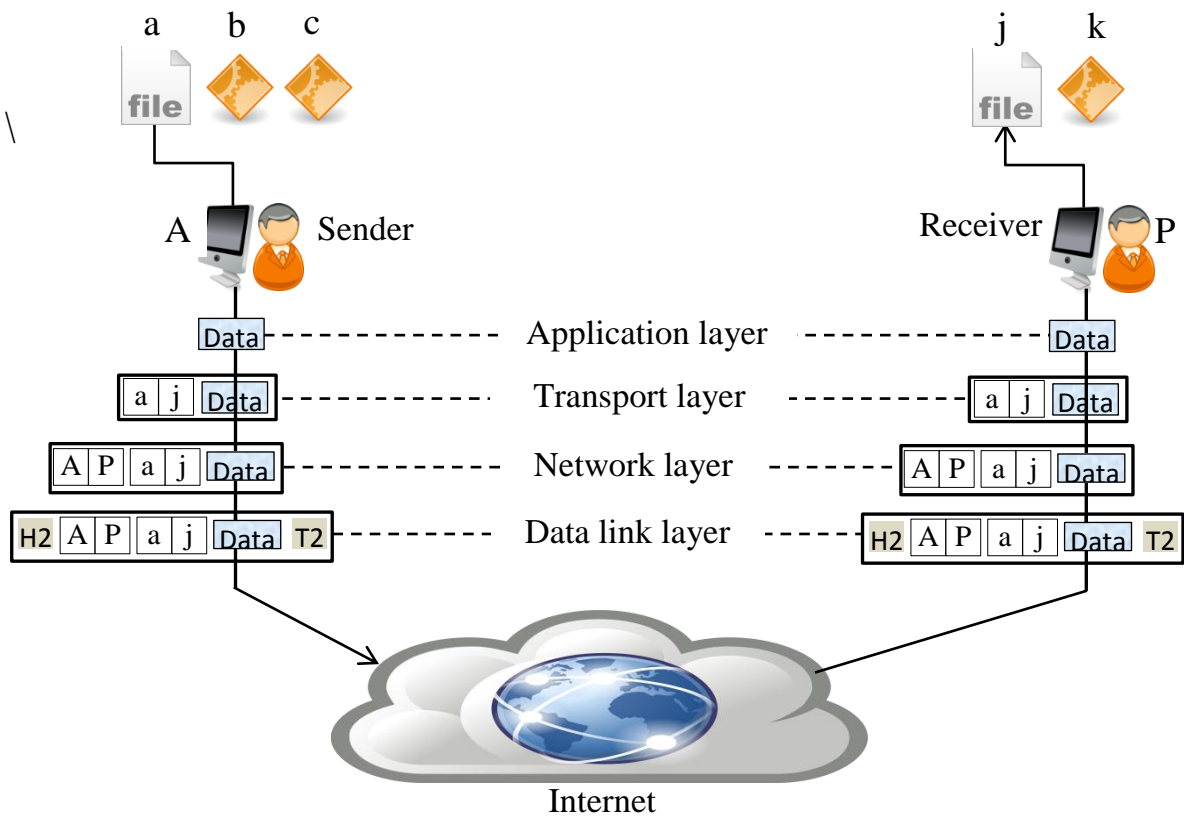 a b c j k
file file
\
A Sender Receiver P
Data Application layer Data
a j Data Transport layer a j Data
A P a j Data Network layer A P a j Data
H2 A P a j Data T2 Data link layer H2 A P a j Data T2
Internet